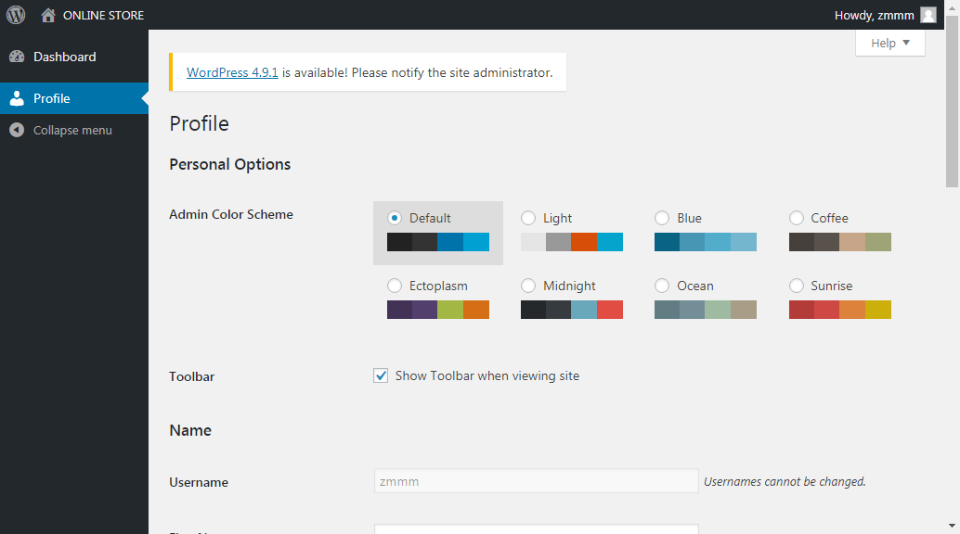 ONLINE STORE
Howdy, zmmm
Dashboard
Profile
Collapse menu
Help
WordPress 4.9.1 is available! Please notify the site administrator.
Profile
Personal Options
Admin Color Scheme
Default
Light
Blue
Coffee
Ectoplasm
Midnight
Ocean
Sunrise
Toolbar
Show Toolbar when viewing site
Name
Username
zmmm
Usernames cannot be changed.